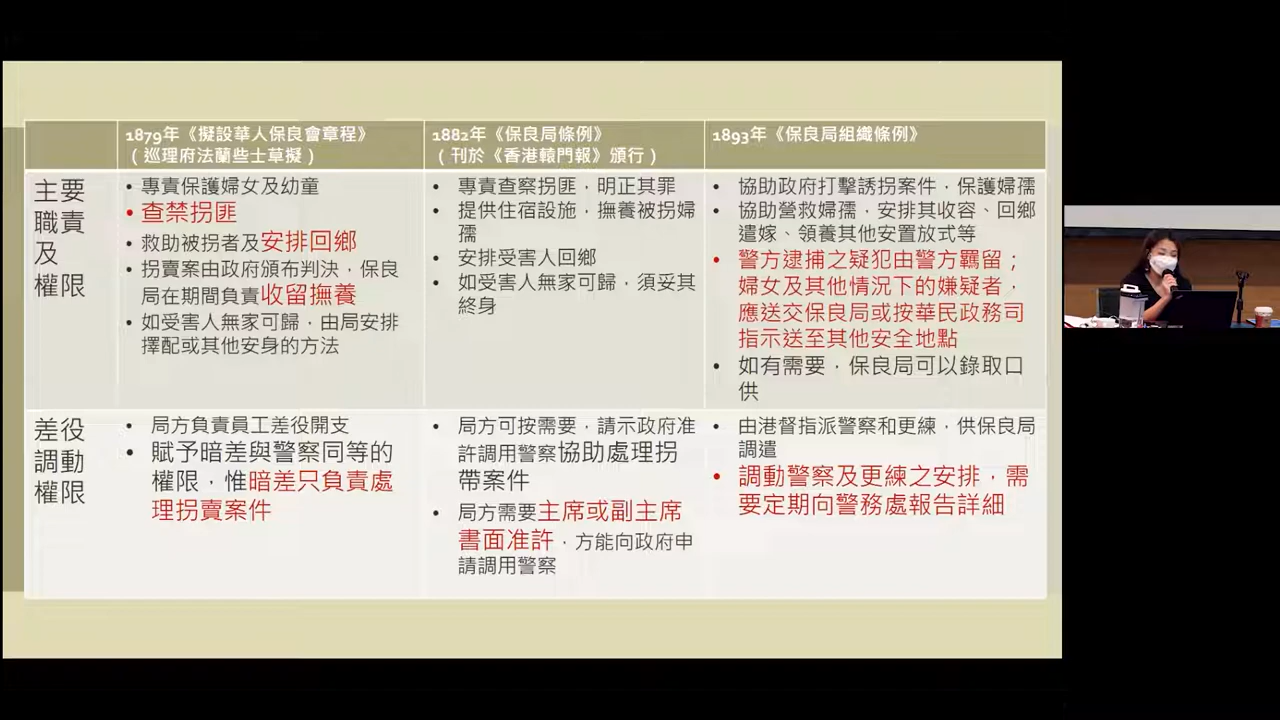 1879年《擬設華人保良會章程》
（巡理府法蘭些士草擬）
1882年《保良局條例》
（刊於《香港轅門報》頒行）
1893年《保良局組織條例》
主要
職責
及
權限
• 專責保護婦女及幼童
• 查禁拐匪
• 救助被拐者及安排回鄉
• 拐賣案由政府頒布判決，保良
局在期間負責收留撫養
• 如受害人無家可歸，由局安排
擇配或其他安身的方法
• 專責查察拐匪，明正其罪
• 提供住宿設施，撫養被拐婦
孺
• 安排受害人回鄉
• 如受害人無家可歸，須妥其
終身
• 協助政府打擊誘拐案件，保護婦孺
• 協助營救婦孺，安排其收容、回鄉
遣嫁、領養其他安置放式等
• 警方逮捕之疑犯由警方羈留；
婦女及其他情況下的嫌疑者，
應送交保良局或按華民政務司
指示送至其他安全地點
• 如有需要，保良局可以錄取口
供
差役
調動
權限
• 局方負責員工差役開支
• 賦予暗差與警察同等的
權限，惟暗差只負責處
理拐賣案件
• 局方可按需要，請示政府准
許調用警察協助處理拐
帶案件
• 局方需要主席或副主席
書面准許，方能向政府申
請調用警察
• 由港督指派警察和更練，供保良局
調遣
• 調動警察及更練之安排，需
要定期向警務處報告詳細